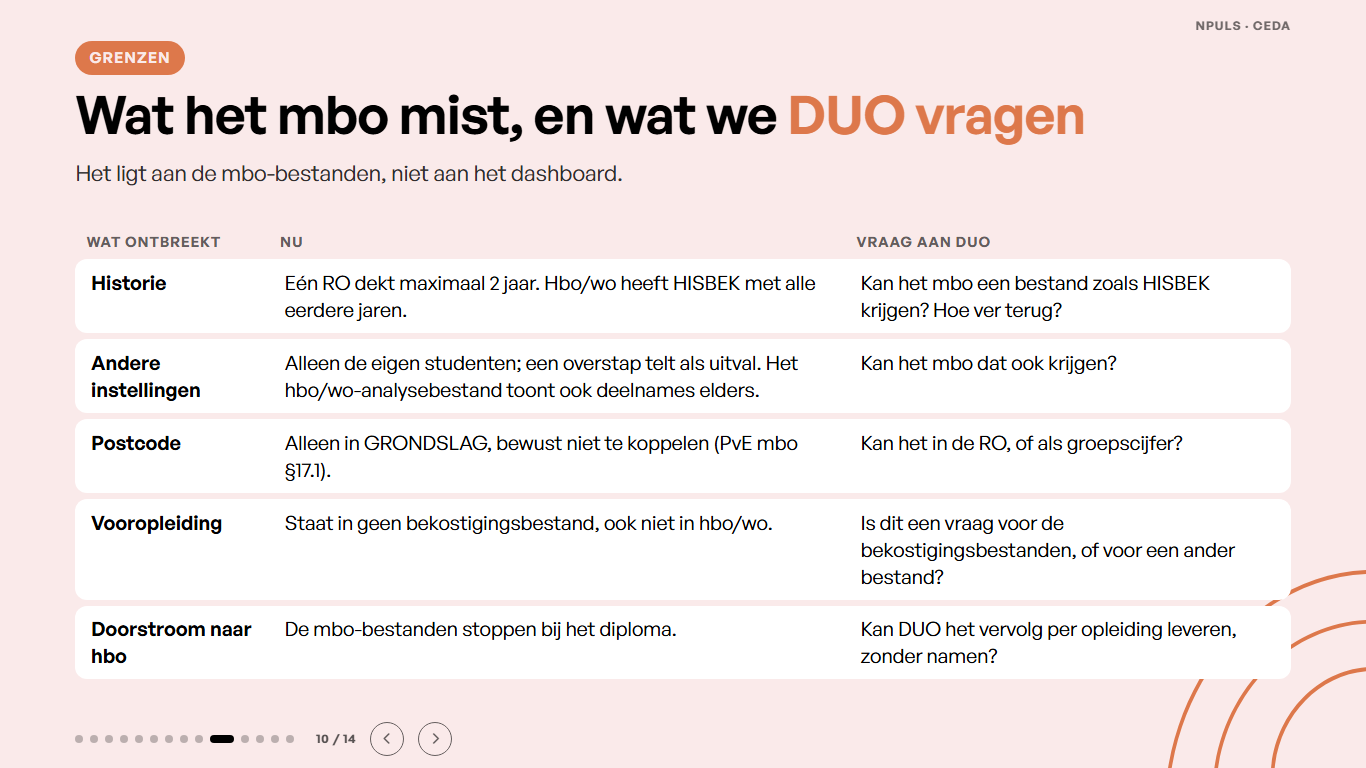 NPULS · CEDA
GRENZEN
Wat het mbo mist, en wat we DUO vragen
Het ligt aan de mbo-bestanden, niet aan het dashboard.
WAT ONTBREEKT NU VRAAG AAN DUO
Historie
Eén RO dekt maximaal 2 jaar. Hbo/wo heeft HISBEK met alle
eerdere jaren.
Kan het mbo een bestand zoals HISBEK
krijgen? Hoe ver terug?
Andere
instellingen
Alleen de eigen studenten; een overstap telt als uitval. Het
hbo/wo-analysebestand toont ook deelnames elders.
Kan het mbo dat ook krijgen?
Postcode
Alleen in GRONDSLAG, bewust niet te koppelen (PvE mbo
§17.1).
Kan het in de RO, of als groepscijfer?
Vooropleiding
Staat in geen bekostigingsbestand, ook niet in hbo/wo.
Is dit een vraag voor de
bekostigingsbestanden, of voor een ander
bestand?
Doorstroom naar
hbo
De mbo-bestanden stoppen bij het diploma.
Kan DUO het vervolg per opleiding leveren,
zonder namen?
10 / 14